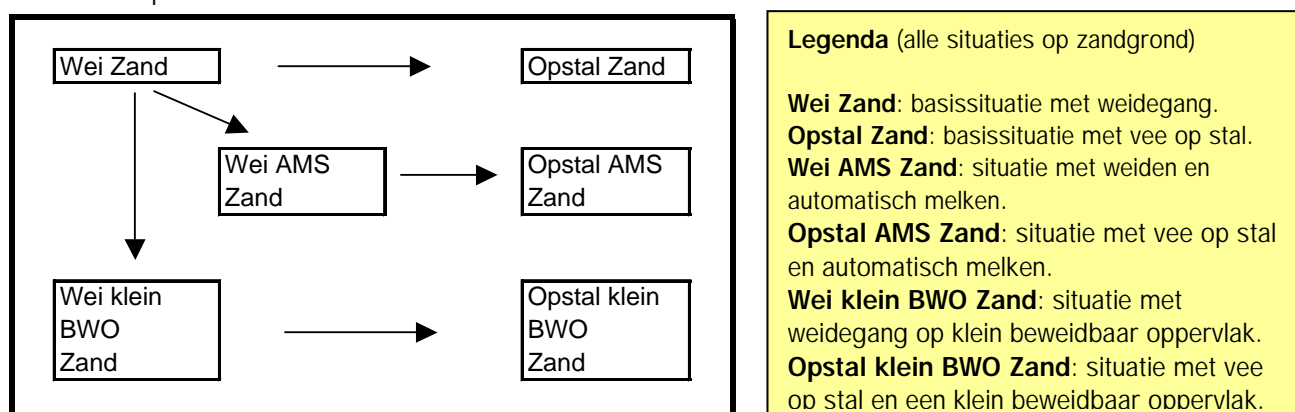 Wei Zand
Opstal Zand
Wei AMS
Zand
Opstal AMS
Zand
Wei klein
BWO
Zand
Opstal klein
BWO
Zand
Legenda (alle situaties op zandgrond)
Wei Zand: basissituatie met weidegang.
Opstal Zand: basissituatie met vee op stal.
Wei AMS Zand: situatie met weiden en
automatisch melken.
Opstal AMS Zand: situatie met vee op stal
en automatisch melken.
Wei klein BWO Zand: situatie met
weidegang op klein beweidbaar oppervlak.
Opstal klein BWO Zand: situatie met vee
op stal en een klein beweidbaar oppervlak.